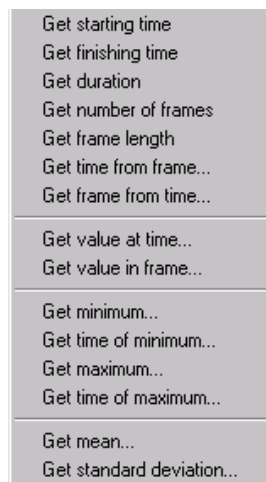 Get starting time
Get finishing time
Get duration
Get number of frames
Get frame length
Get time from frame...
Get frame from time...
Get value at time...
Get value in frame...
Get minimum...
Get time of minimum...
Get maximum...
Get time of maximum...
Get mean...
Get standard deviation...